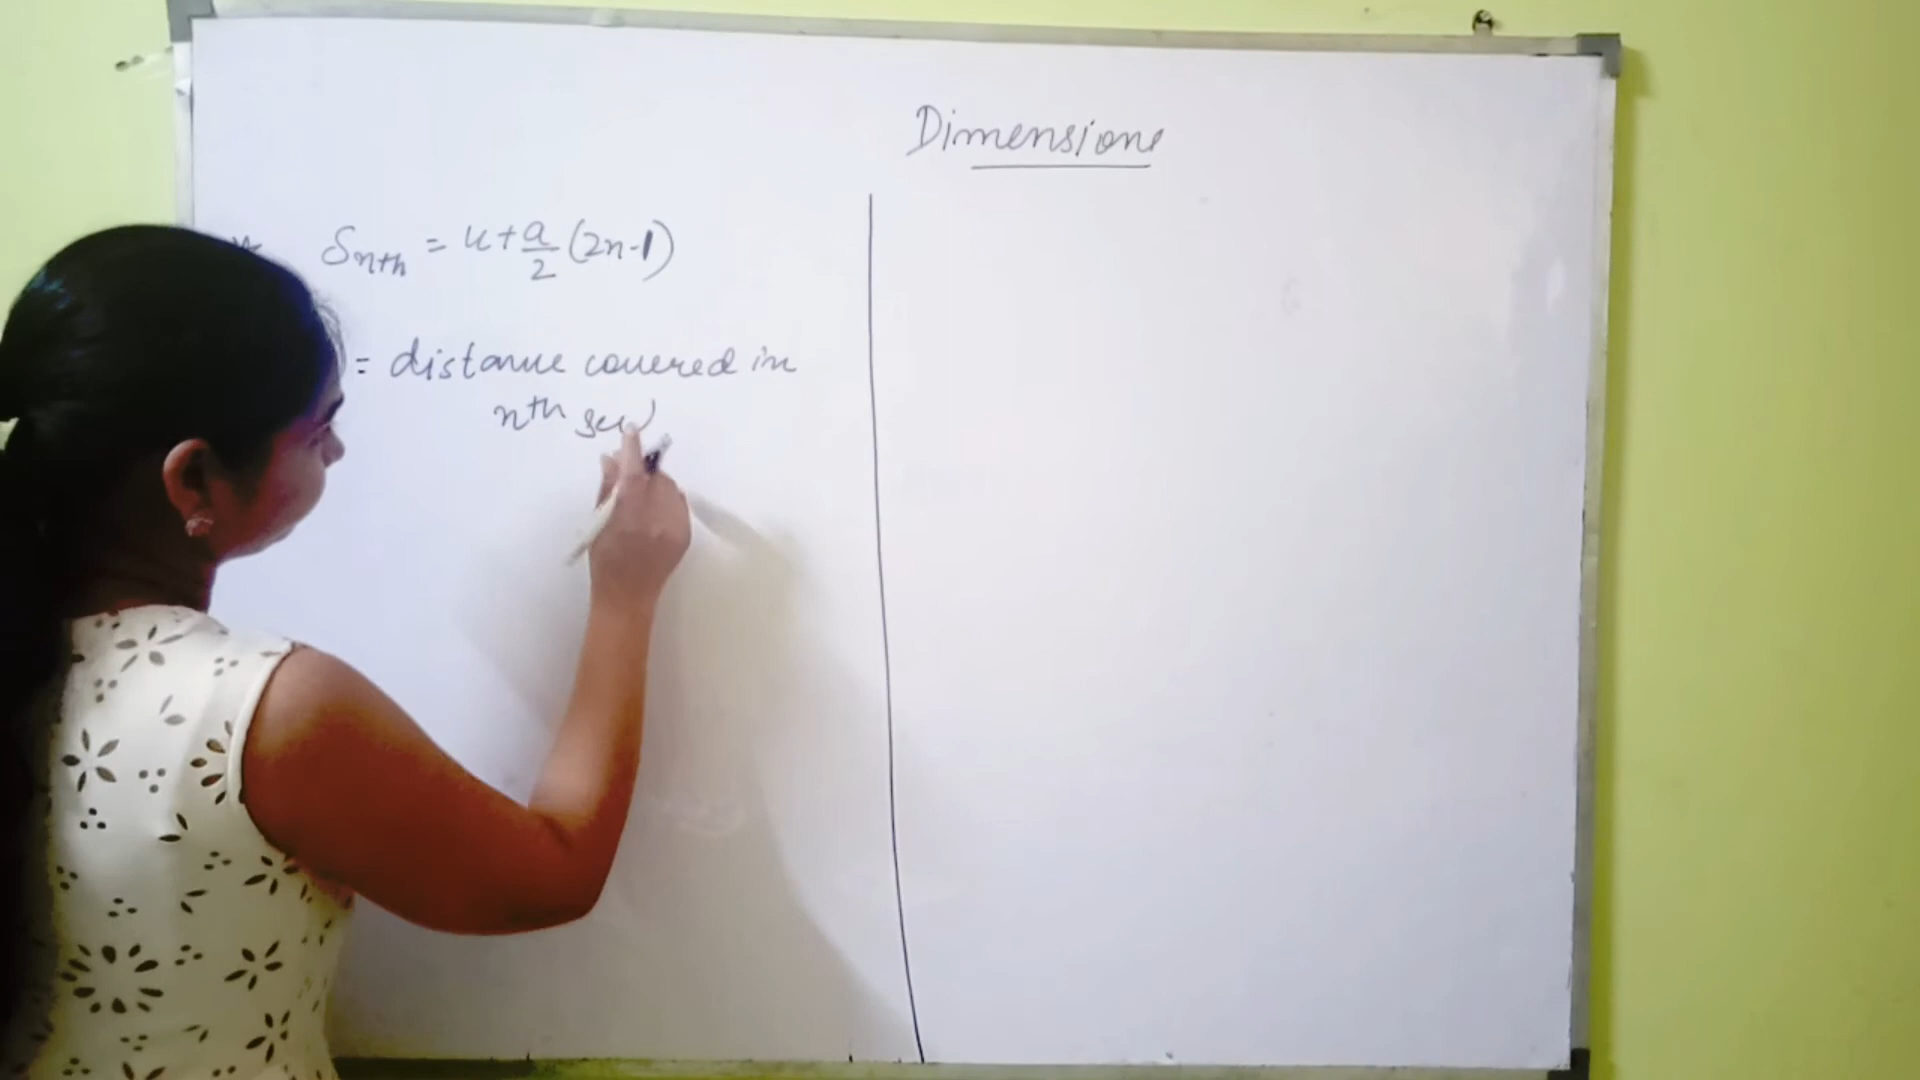 Dimensions
* Snth = u + a/2 (2n-1)
= distance covered in
nth sec